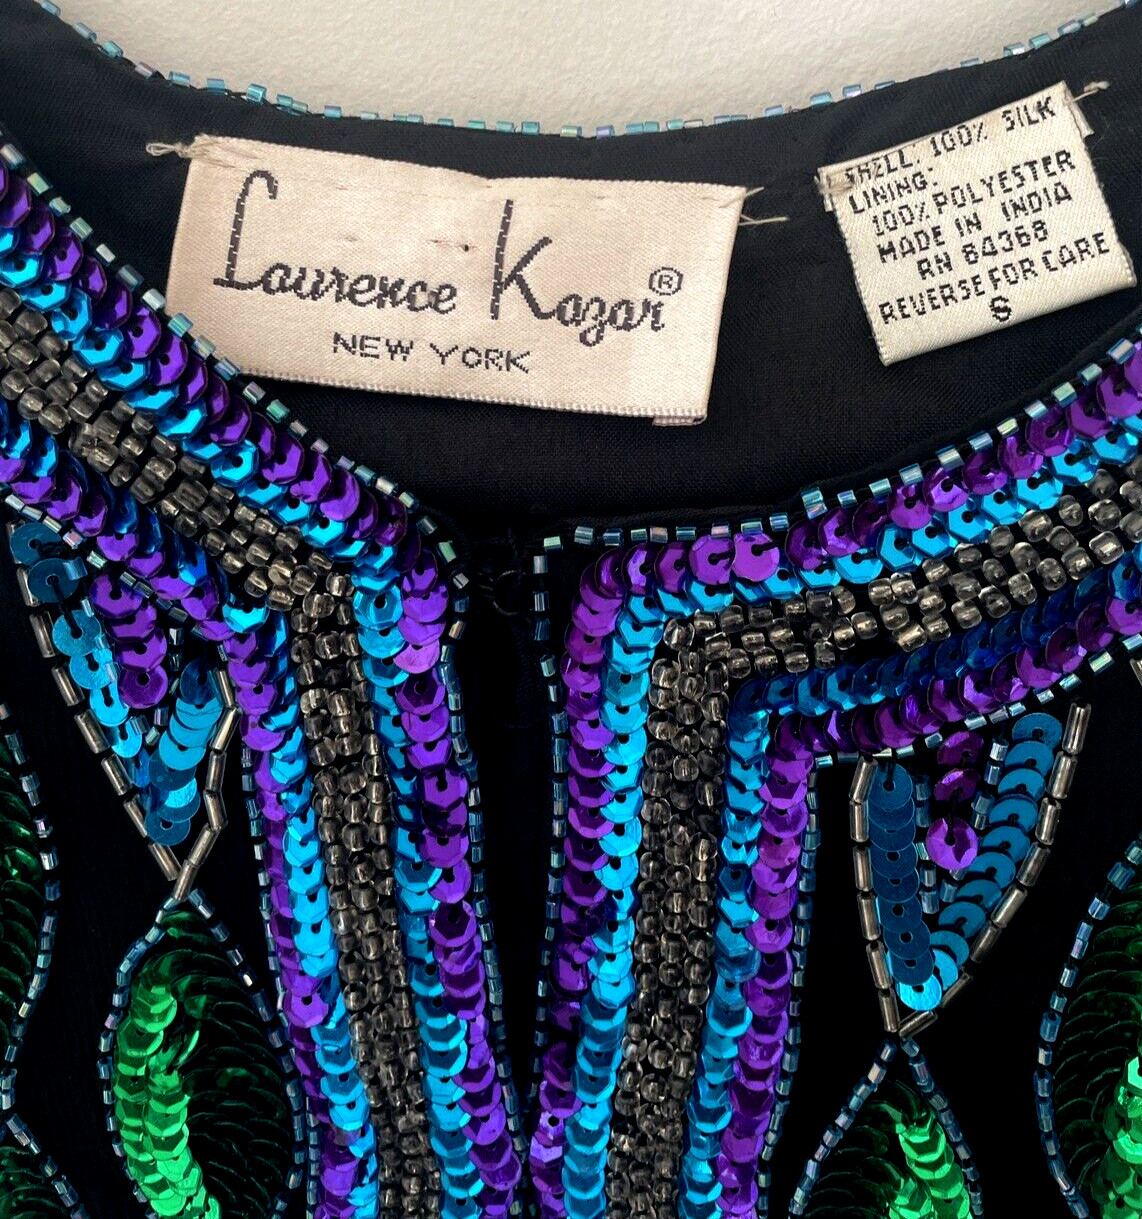 Laurence Kazar®
NEW YORK
SHELL: 100% SILK
LINING:
100% POLYESTER
MADE IN INDIA
RN 84368
REVERSE FOR CARE
S